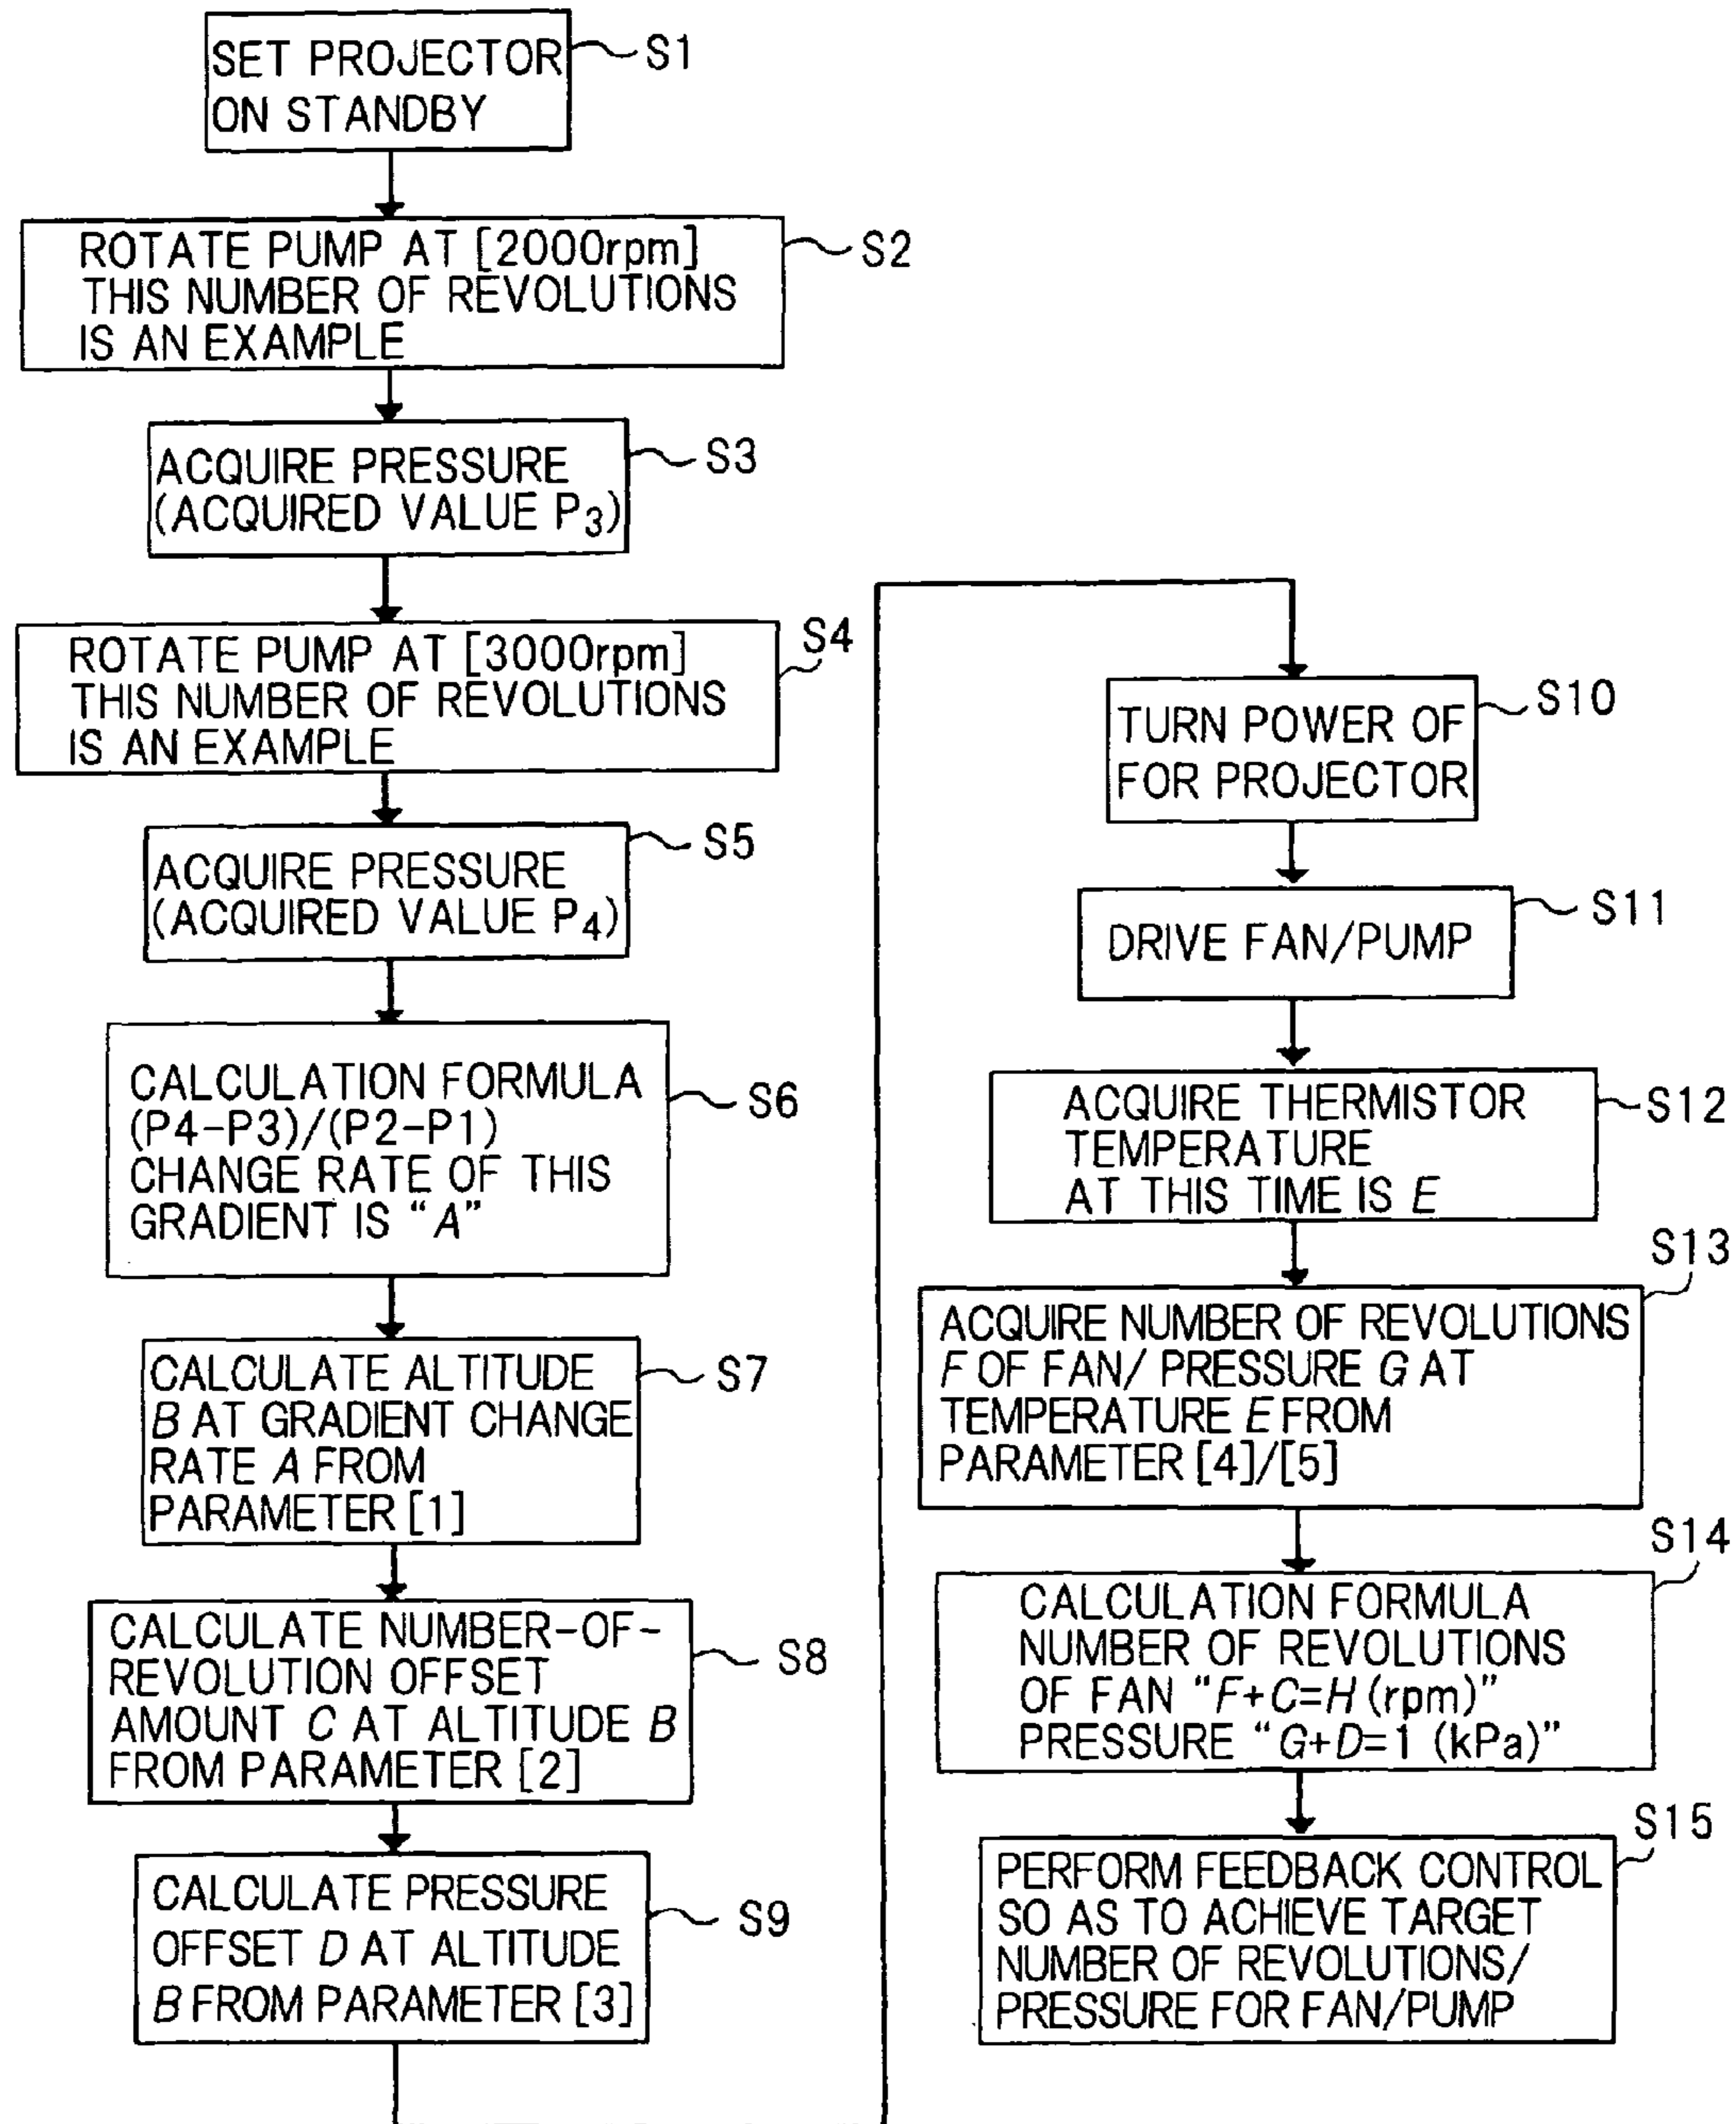 SET PROJECTOR
ON STANDBY
S1
ROTATE PUMP AT [2000rpm]
THIS NUMBER OF REVOLUTIONS
IS AN EXAMPLE
S2
ACQUIRE PRESSURE
(ACQUIRED VALUE P3)
S3
ROTATE PUMP AT [3000rpm]
THIS NUMBER OF REVOLUTIONS
IS AN EXAMPLE
S4
ACQUIRE PRESSURE
(ACQUIRED VALUE P4)
S5
CALCULATION FORMULA
(P4-P3)/(P2-P1)
CHANGE RATE OF THIS
GRADIENT IS “A”
S6
CALCULATE ALTITUDE
B AT GRADIENT CHANGE
RATE A FROM
PARAMETER [1]
S7
CALCULATE NUMBER-OF-
REVOLUTION OFFSET
AMOUNT C AT ALTITUDE B
FROM PARAMETER [2]
S8
CALCULATE PRESSURE
OFFSET D AT ALTITUDE
B FROM PARAMETER [3]
S9
TURN POWER OF
FOR PROJECTOR
S10
DRIVE FAN/PUMP
S11
ACQUIRE THERMISTOR
TEMPERATURE
AT THIS TIME IS E
S12
ACQUIRE NUMBER OF REVOLUTIONS
F OF FAN/ PRESSURE G AT
TEMPERATURE E FROM
PARAMETER [4]/[5]
S13
CALCULATION FORMULA
NUMBER OF REVOLUTIONS
OF FAN “F+C=H (rpm)”
PRESSURE “G+D=1 (kPa)”
S14
PERFORM FEEDBACK CONTROL
SO AS TO ACHIEVE TARGET
NUMBER OF REVOLUTIONS/
PRESSURE FOR FAN/PUMP
S15